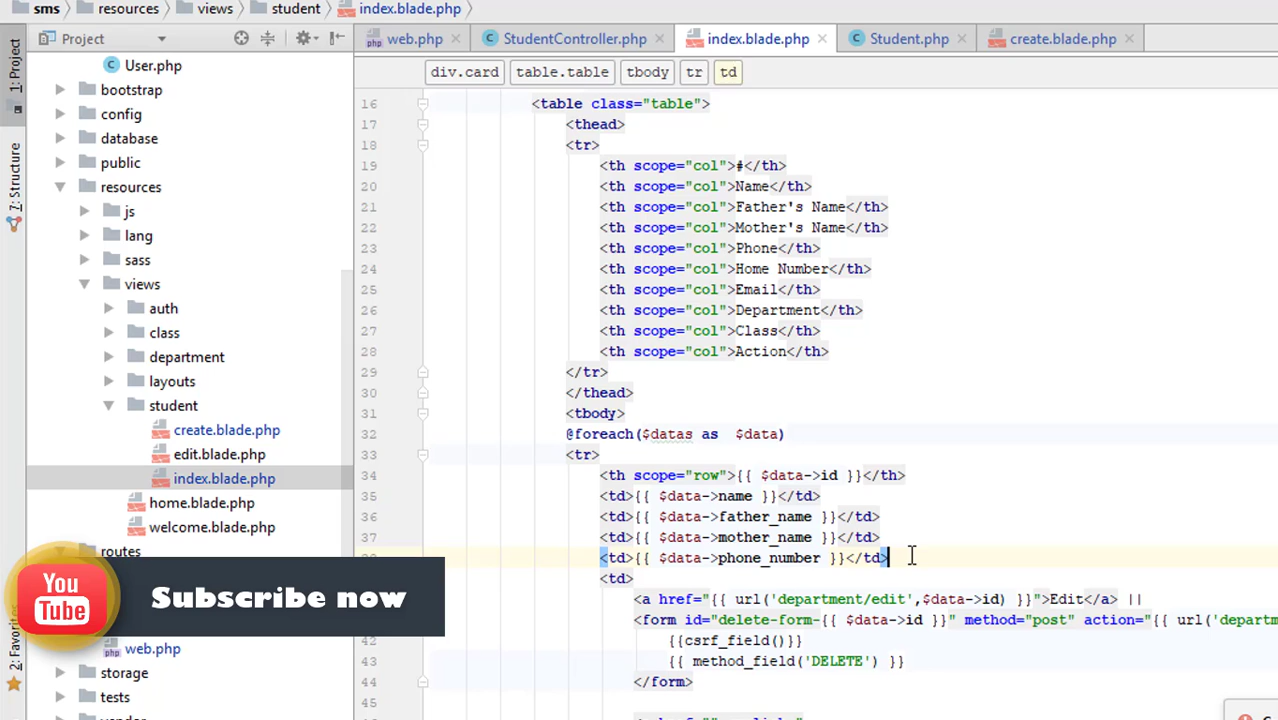 sms resources views student index.blade.php
Project
web.php StudentController.php index.blade.php Student.php create.blade.php
div.card table.table tbody tr td
1: Project
7: Structure
2: Favorites
User.php
bootstrap
config
database
public
resources
js
lang
sass
views
auth
class
department
layouts
student
create.blade.php
edit.blade.php
index.blade.php
home.blade.php
welcome.blade.php
routes
web.php
storage
tests
16 <table class="table">
17 <thead>
18 <tr>
19 <th scope="col">#</th>
20 <th scope="col">Name</th>
21 <th scope="col">Father's Name</th>
22 <th scope="col">Mother's Name</th>
23 <th scope="col">Phone</th>
24 <th scope="col">Home Number</th>
25 <th scope="col">Email</th>
26 <th scope="col">Department</th>
27 <th scope="col">Class</th>
28 <th scope="col">Action</th>
29 </tr>
30 </thead>
31 <tbody>
32 @foreach($datas as $data)
33 <tr>
34 <th scope="row">{{ $data->id }}</th>
35 <td>{{ $data->name }}</td>
36 <td>{{ $data->father_name }}</td>
37 <td>{{ $data->mother_name }}</td>
<td>{{ $data->phone_number }}</td>
<td>
<a href="{{ url('department/edit',$data->id) }}">Edit</a> ||
<form id="delete-form-{{ $data->id }}" method="post" action="{{ url('departm
42 {{csrf_field()}}
43 {{ method_field('DELETE') }}
44 </form>
45
You Tube
Subscribe now